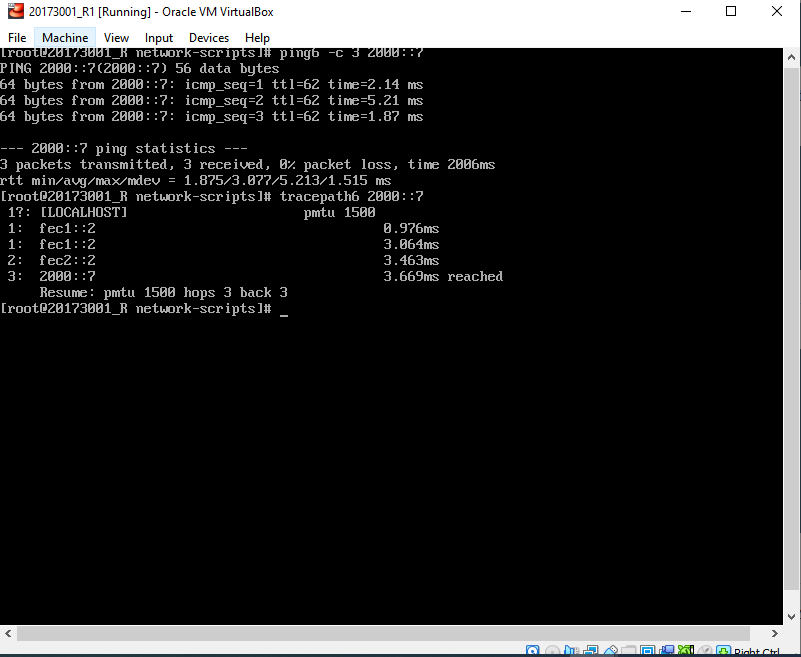 20173001_R1 [Running] - Oracle VM VirtualBox
File Machine View Input Devices Help
[root@20173001_R network-scripts]# ping6 -c 3 2000::7
PING 2000::7(2000::7) 56 data bytes
64 bytes from 2000::7: icmp_seq=1 ttl=62 time=2.14 ms
64 bytes from 2000::7: icmp_seq=2 ttl=62 time=5.21 ms
64 bytes from 2000::7: icmp_seq=3 ttl=62 time=1.87 ms
--- 2000::7 ping statistics ---
3 packets transmitted, 3 received, 0% packet loss, time 2006ms
rtt min/avg/max/mdev = 1.875/3.077/5.213/1.515 ms
[root@20173001_R network-scripts]# tracepath6 2000::7
1?: [LOCALHOST] pmtu 1500
1: fec1::2 0.976ms
1: fec1::2 3.064ms
2: fec2::2 3.463ms
3: 2000::7 3.669ms reached
Resume: pmtu 1500 hops 3 back 3
[root@20173001_R network-scripts]# _
Right Ctrl